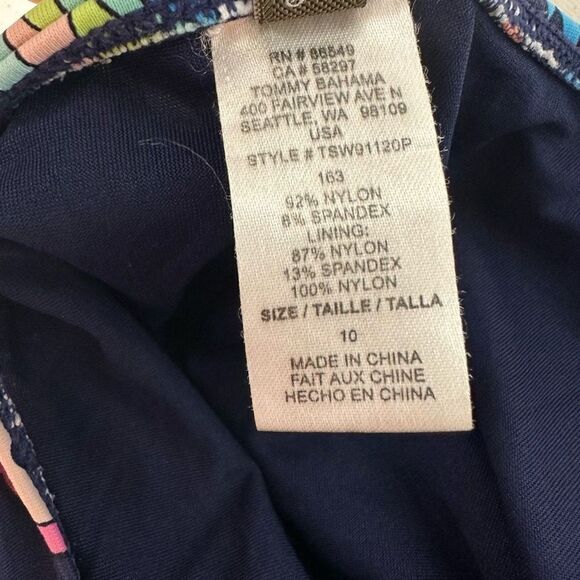 RN # 86549
CA # 58297
TOMMY BAHAMA
400 FAIRVIEW AVE N
SEATTLE, WA 98109
USA
STYLE # TSW91120P
163
92% NYLON
8% SPANDEX
LINING:
87% NYLON
13% SPANDEX
100% NYLON
SIZE / TAILLE / TALLA
10
MADE IN CHINA
FAIT AUX CHINE
HECHO EN CHINA